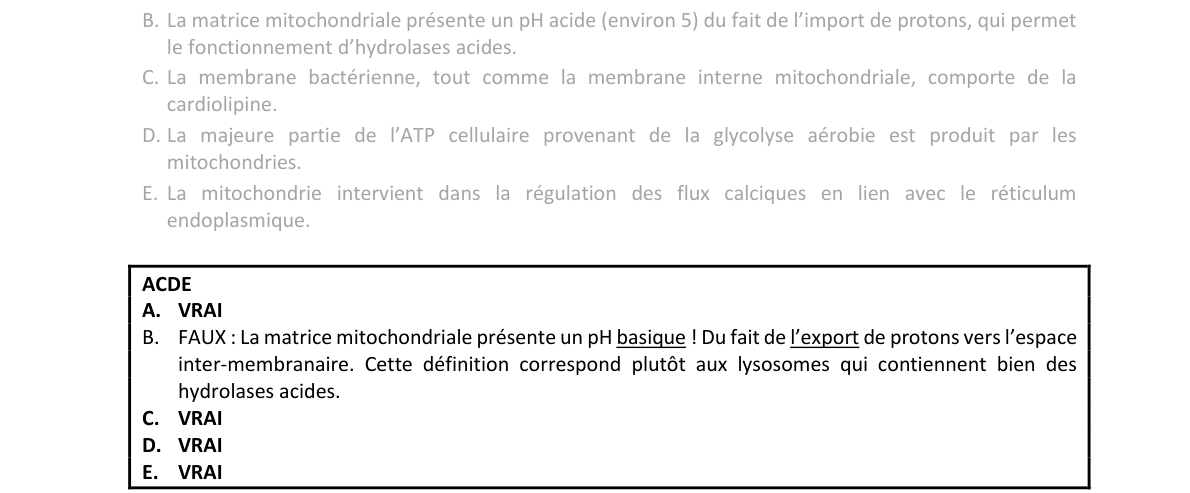 B. La matrice mitochondriale présente un pH acide (environ 5) du fait de l’import de protons, qui permet
le fonctionnement d’hydrolases acides.
C. La membrane bactérienne, tout comme la membrane interne mitochondriale, comporte de la
cardiolipine.
D. La majeure partie de l’ATP cellulaire provenant de la glycolyse aérobie est produit par les
mitochondries.
E. La mitochondrie intervient dans la régulation des flux calciques en lien avec le réticulum
endoplasmique.
ACDE
A. VRAI
B. FAUX : La matrice mitochondriale présente un pH basique ! Du fait de l’export de protons vers l’espace
inter-membranaire. Cette définition correspond plutôt aux lysosomes qui contiennent bien des
hydrolases acides.
C. VRAI
D. VRAI
E. VRAI